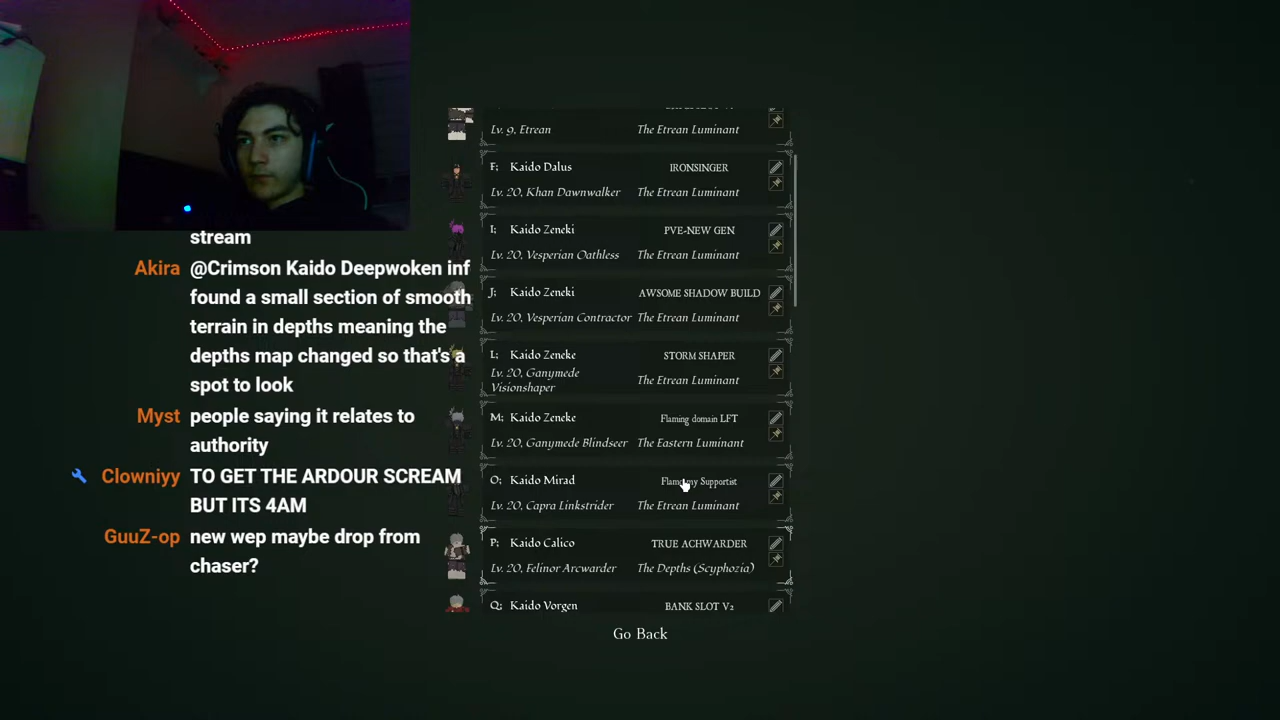 stream
Akira @Crimson Kaido Deepwoken inf
found a small section of smooth
terrain in depths meaning the
depths map changed so that's a
spot to look
Myst people saying it relates to
authority
Clowniyy TO GET THE ARDOUR SCREAM
BUT ITS 4AM
GuuZ-op new wep maybe drop from
chaser?
Lv. 9, Etrean The Etrean Luminant
F: Kaido Dalus IRONSINGER
Lv. 20, Khan Dawnwalker The Etrean Luminant
I: Kaido Zeneki PVE-NEW GEN
Lv. 20, Vesperian Oathless The Etrean Luminant
J: Kaido Zeneki AWSOME SHADOW BUILD
Lv. 20, Vesperian Contractor The Etrean Luminant
L: Kaido Zeneke STORM SHAPER
Lv. 20, Ganymede
Visionshaper The Etrean Luminant
M: Kaido Zeneke Flaming domain LFT
Lv. 20, Ganymede Blindseer The Eastern Luminant
O: Kaido Mirad my Supportist
Lv. 20, Capra Linkstrider The Etrean Luminant
P: Kaido Calico TRUE ACHWARDER
Lv. 20, Felinor Arcwarder The Depths (Scyphozia)
Q: Kaido Vorgen BANK SLOT V2
Go Back